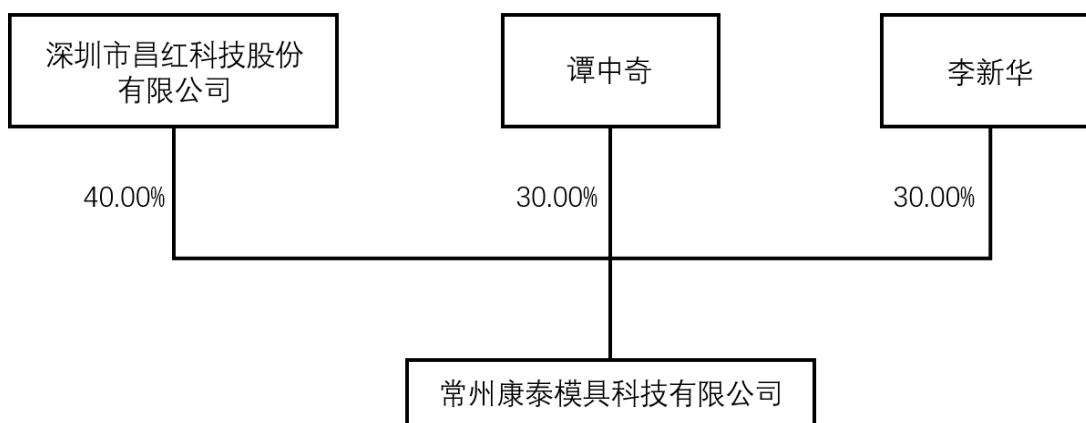 深圳市昌红科技股份
有限公司
谭中奇
李新华
40.00%
30.00%
30.00%
常州康泰模具科技有限公司